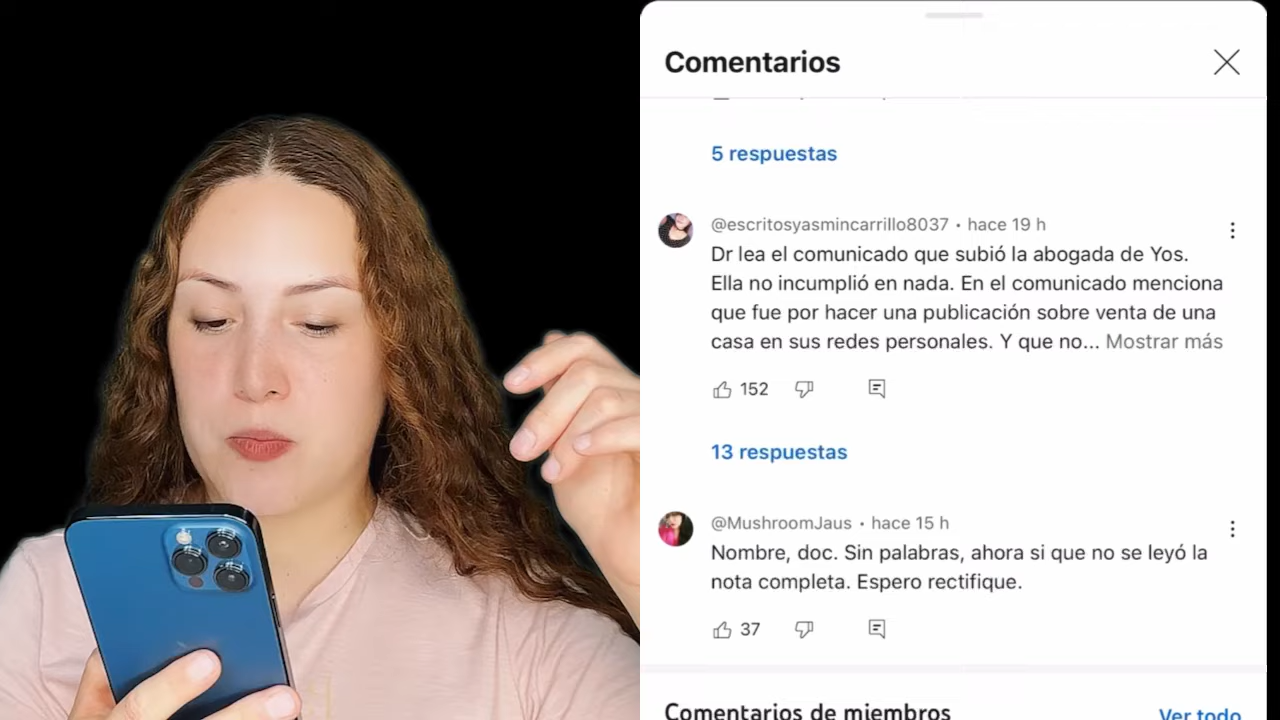 Comentarios
5 respuestas
@escritosyasmincarrillo8037 • hace 19 h
Dr lea el comunicado que subió la abogada de Yos.
Ella no incumplió en nada. En el comunicado menciona
que fue por hacer una publicación sobre venta de una
casa en sus redes personales. Y que no... Mostrar más
152
13 respuestas
@MushroomJaus • hace 15 h
Nombre, doc. Sin palabras, ahora si que no se leyó la
nota completa. Espero rectifique.
37
Comentarios de miembros
Ver todo